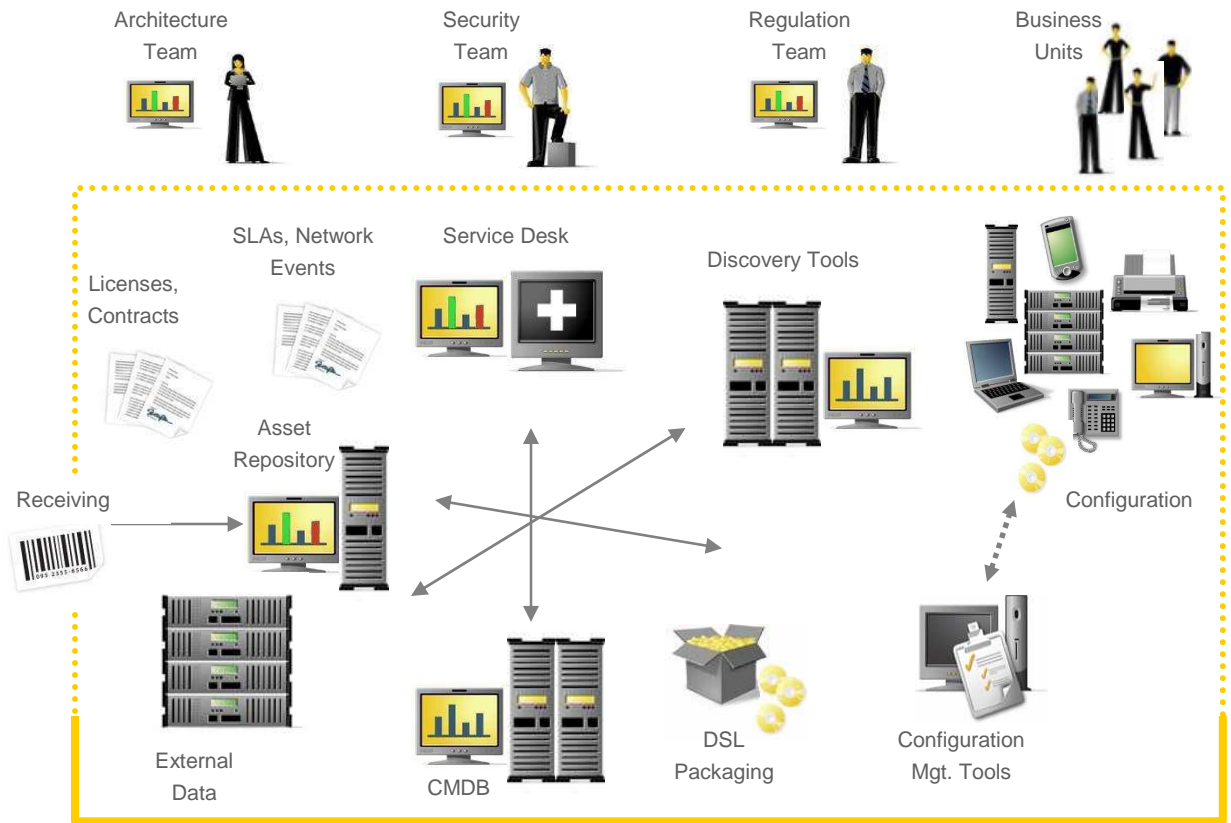 Architecture
Team
Security
Team
Regulation
Team
Business
Units
SLAs, Network
Events
Service Desk
Discovery Tools
Licenses,
Contracts
Asset
Repository
Receiving
Configuration
External
Data
CMDB
DSL
Packaging
Configuration
Mgt. Tools